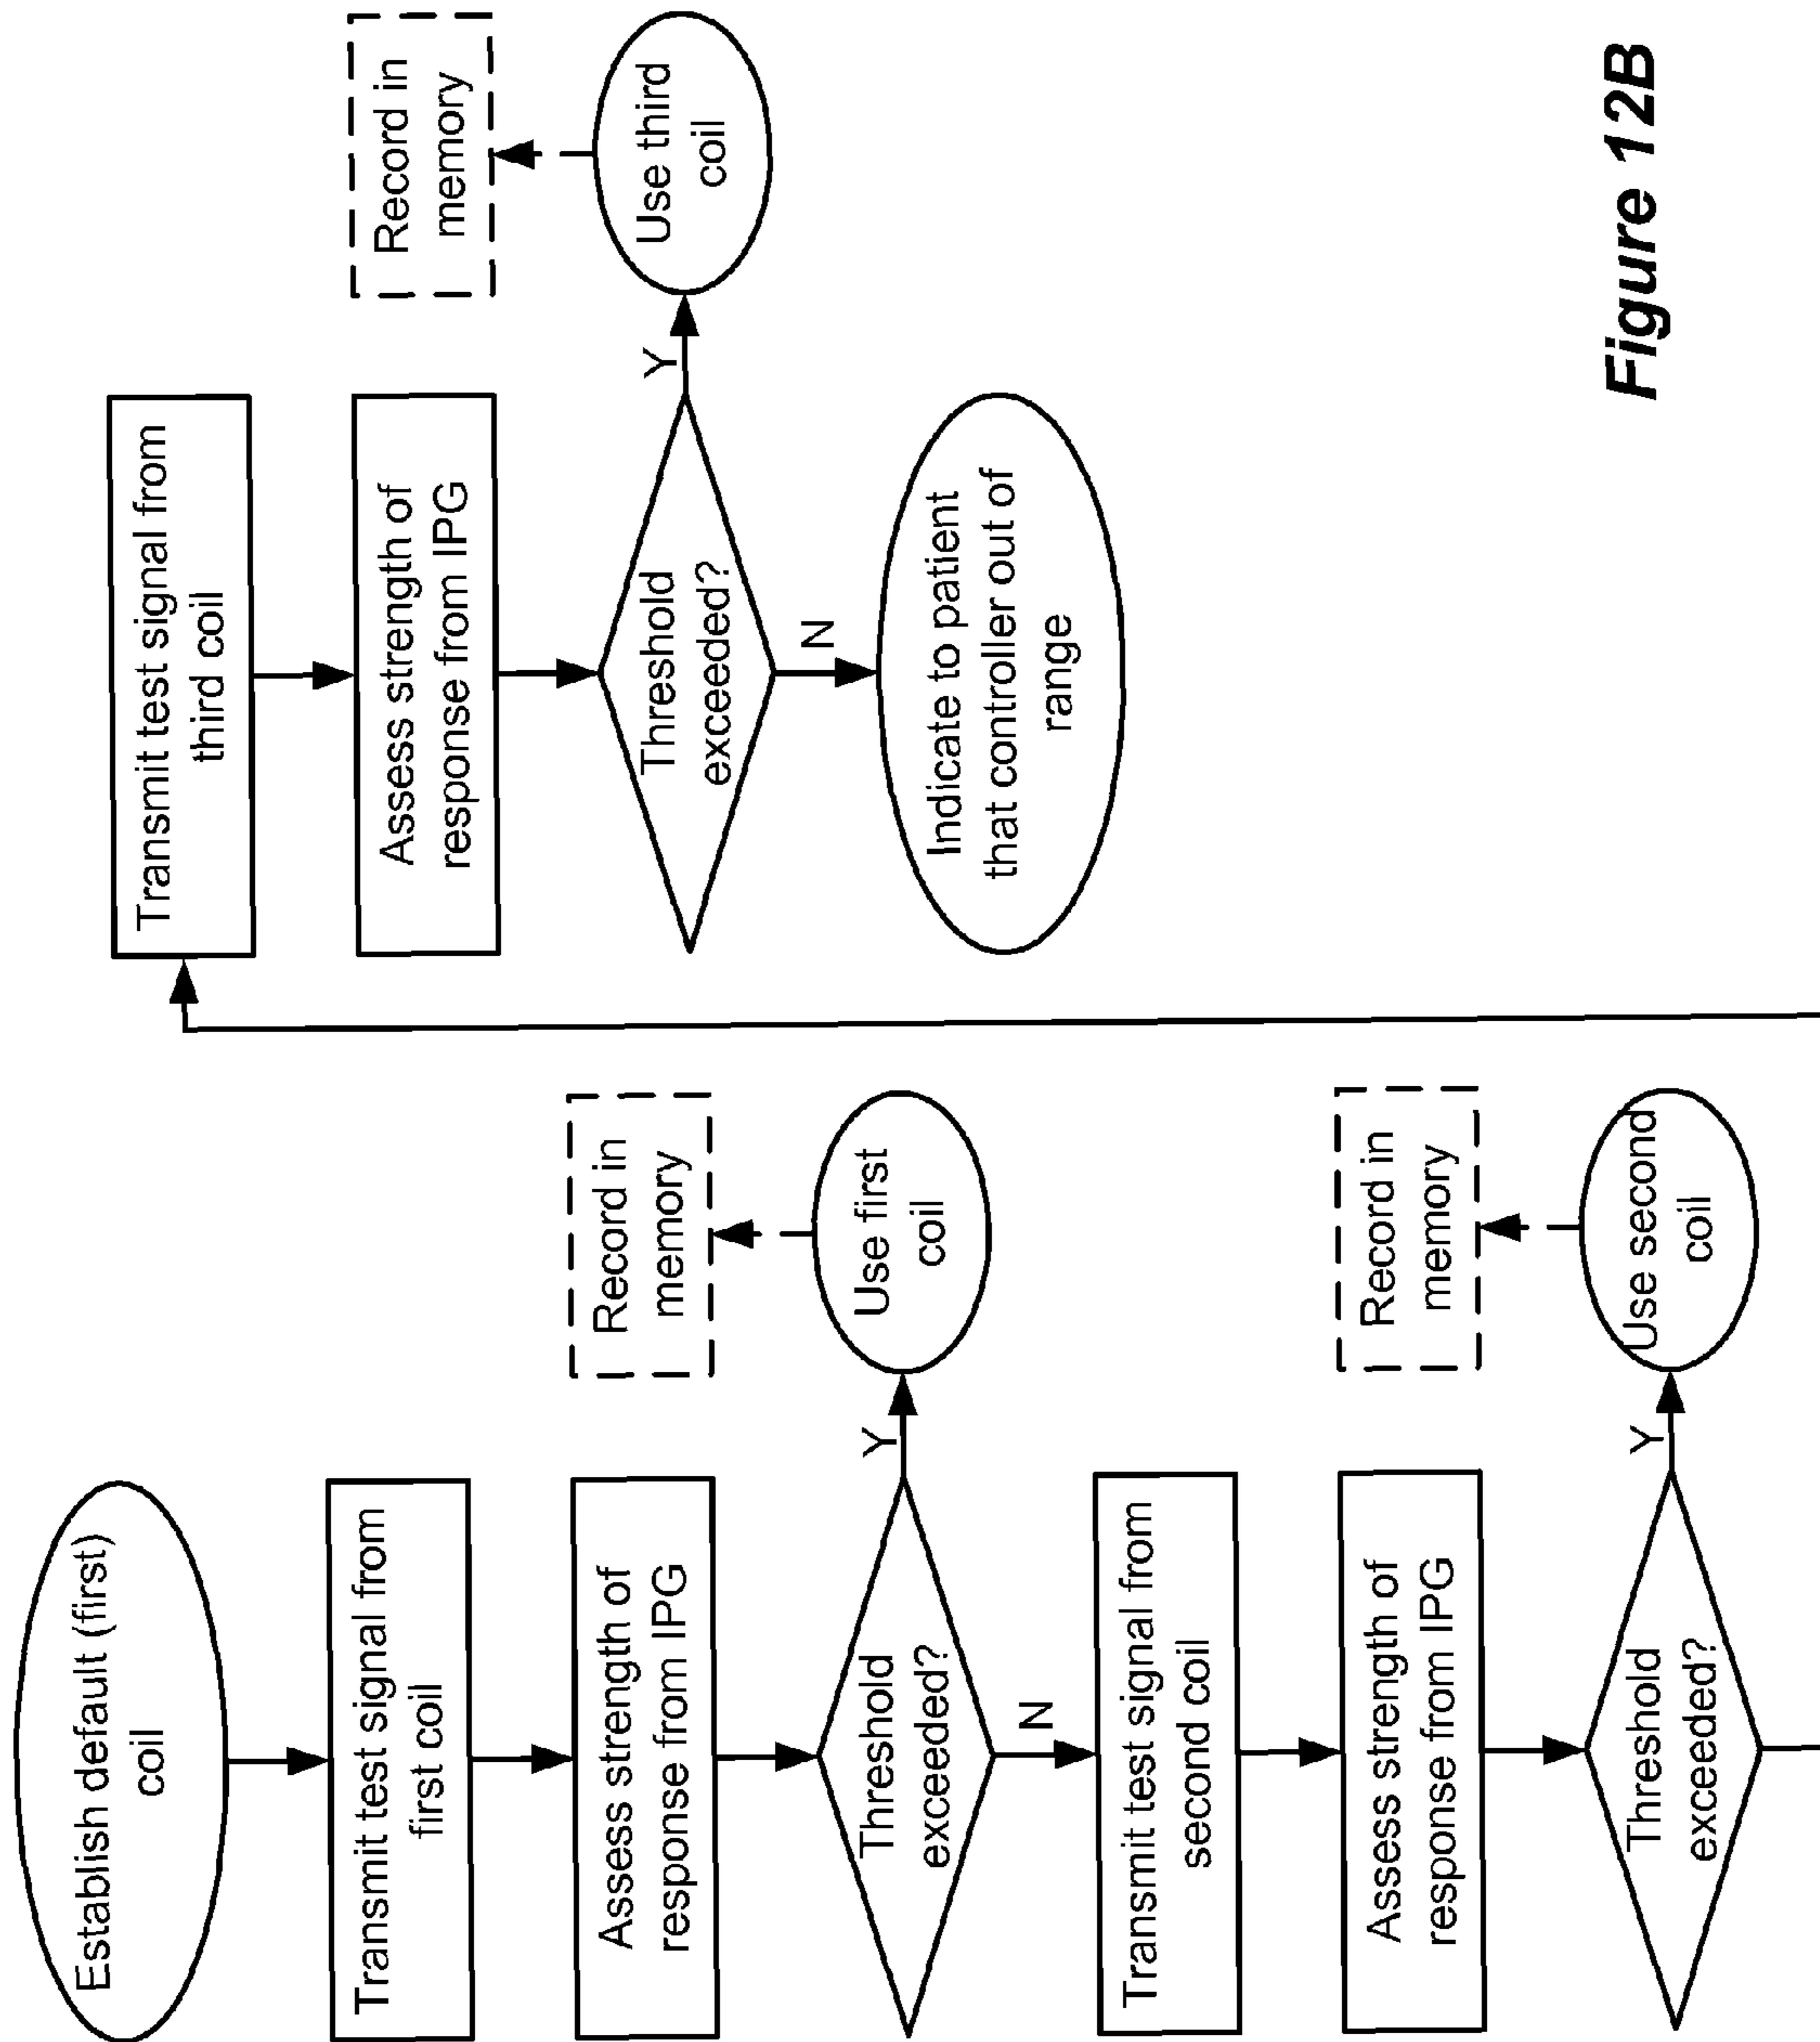 Establish default (first)
coil
Transmit test signal from
first coil
Assess strength of
response from IPG
Threshold
exceeded?
Y
Use first
coil
Record in
memory
N
Transmit test signal from
second coil
Assess strength of
response from IPG
Threshold
exceeded?
Y
Use second
coil
Record in
memory
Transmit test signal from
third coil
Assess strength of
response from IPG
Threshold
exceeded?
Y
Use third
coil
Record in
memory
N
Indicate to patient
that controller out of
range
Figure 12B